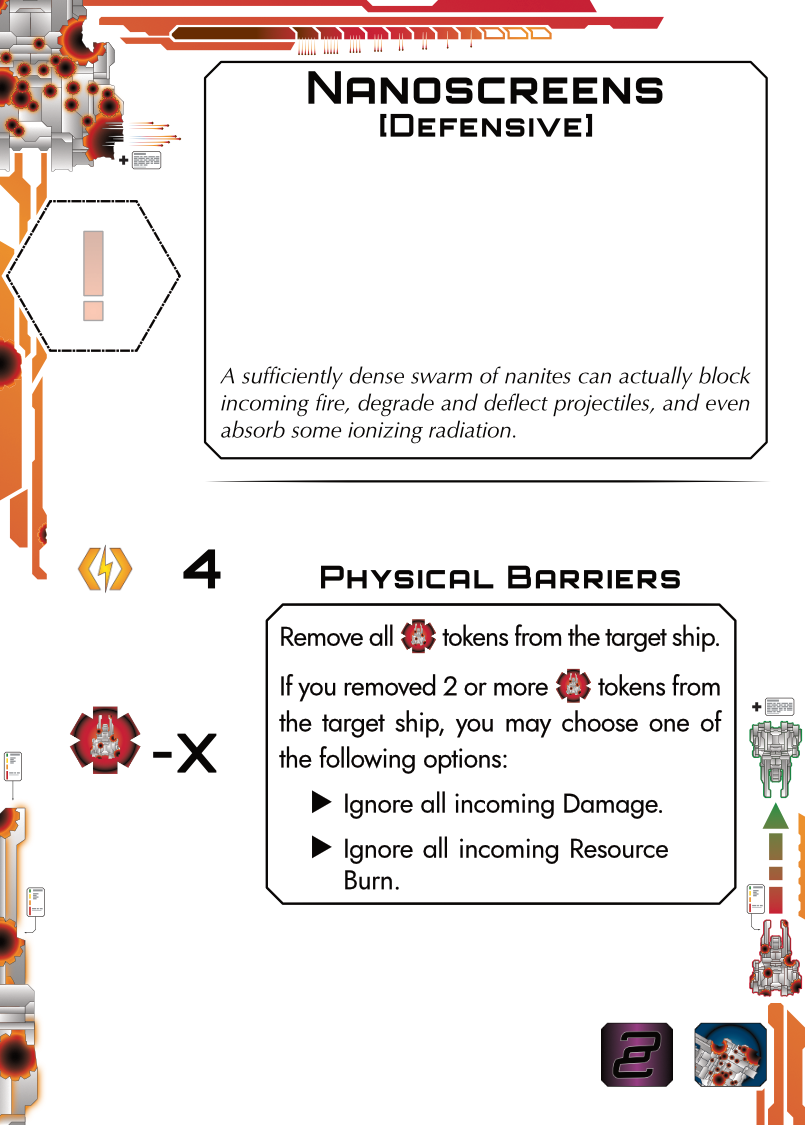 NANOSCREENS
[DEFENSIVE]
!
A sufficiently dense swarm of nanites can actually block
incoming fire, degrade and deflect projectiles, and even
absorb some ionizing radiation.
4
PHYSICAL BARRIERS
Remove all tokens from the target ship.
If you removed 2 or more tokens from
the target ship, you may choose one of
the following options:
▶ Ignore all incoming Damage.
▶ Ignore all incoming Resource
Burn.
-X
+
+
2